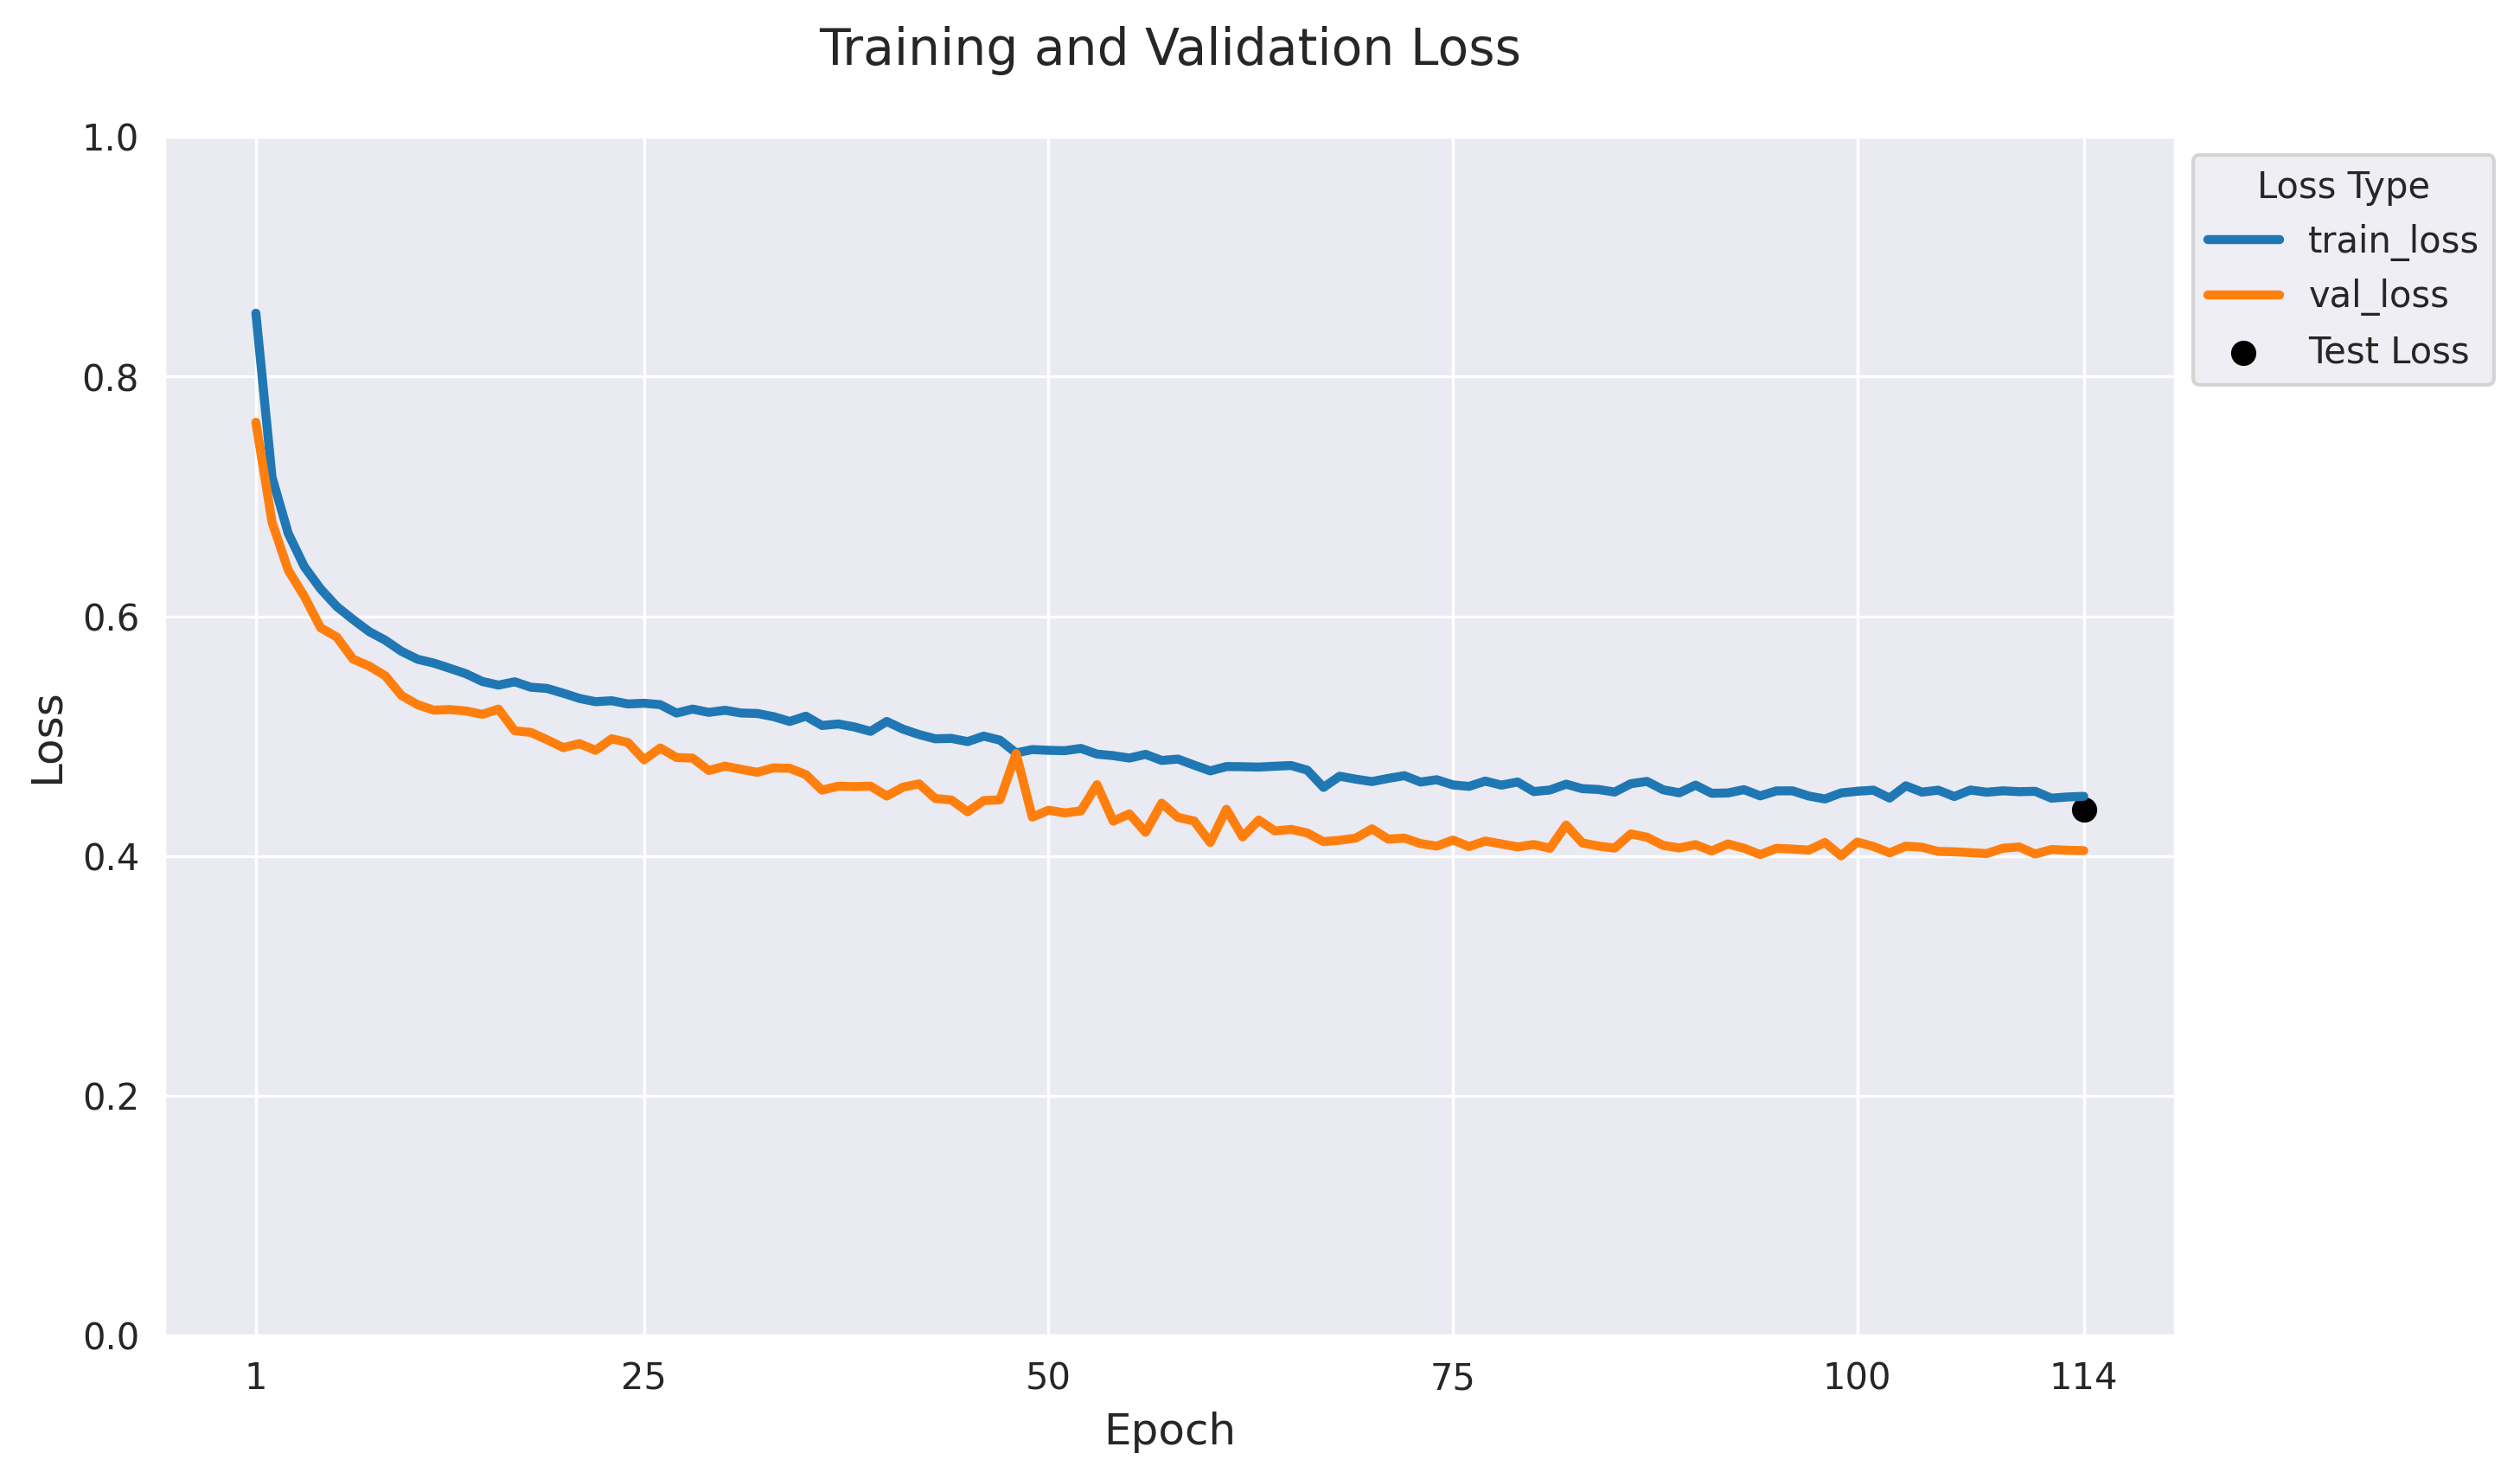 Training and Validation Loss
1.0
0.8
0.6
0.4
0.2
0.0
Loss
1 25 50 75 100 114
Epoch
Loss Type
train_loss
val_loss
Test Loss